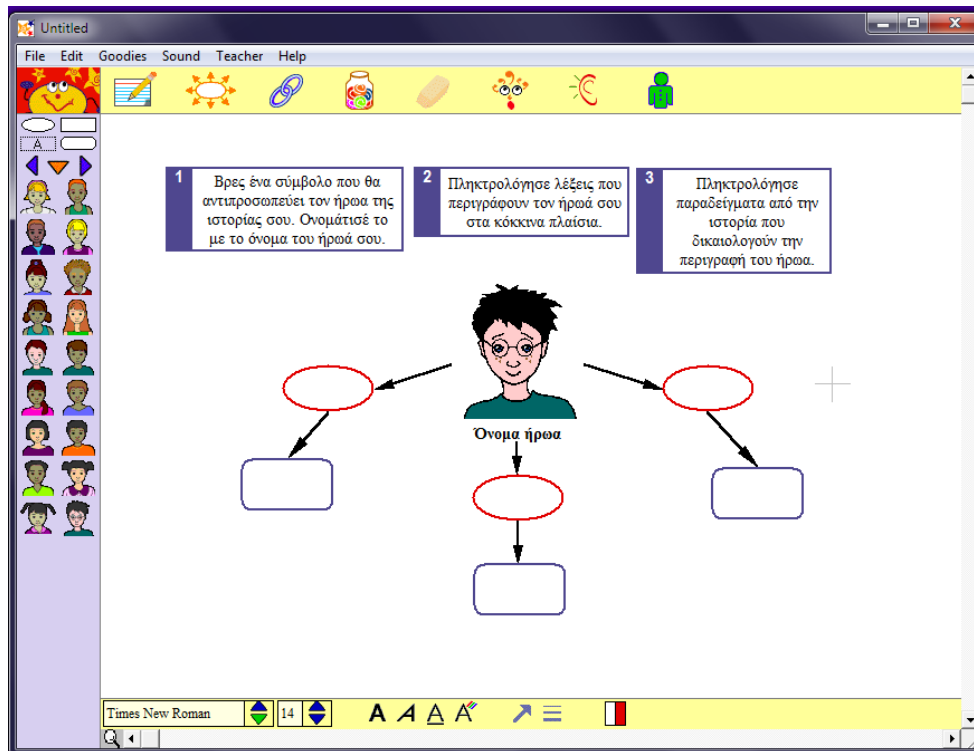 Untitled
File Edit Goodies Sound Teacher Help
A
1
Βρες ένα σύμβολο που θα
αντιπροσωπεύει τον ήρωα της
ιστορίας σου. Ονομάτισέ το
με το όνομα του ήρωά σου.
2
Πληκτρολόγησε λέξεις που
περιγράφουν τον ήρωά σου
στα κόκκινα πλαίσια.
3
Πληκτρολόγησε
παραδείγματα από την
ιστορία που
δικαιολογούν την
περιγραφή του ήρωα.
Όνομα ήρωα
Times New Roman 14 A A A A